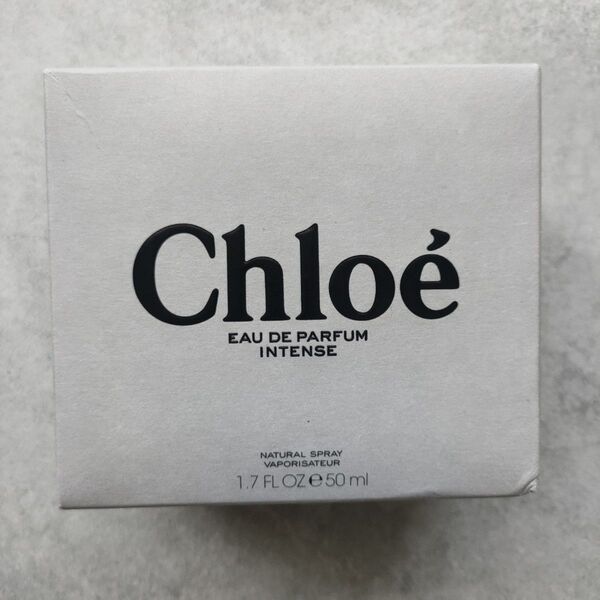 Chloé
EAU DE PARFUM
INTENSE
NATURAL SPRAY
VAPORISATEUR
1.7 FL OZ ℮ 50 ml